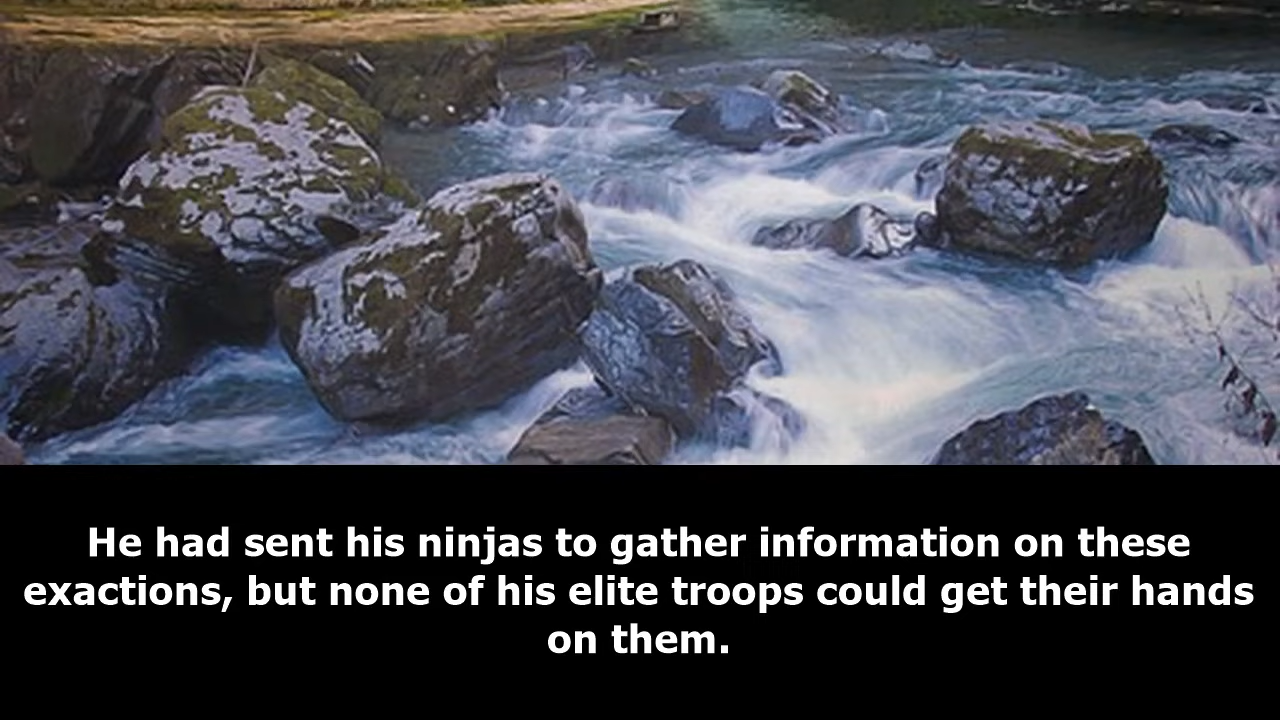 He had sent his ninjas to gather information on these
exactions, but none of his elite troops could get their hands
on them.